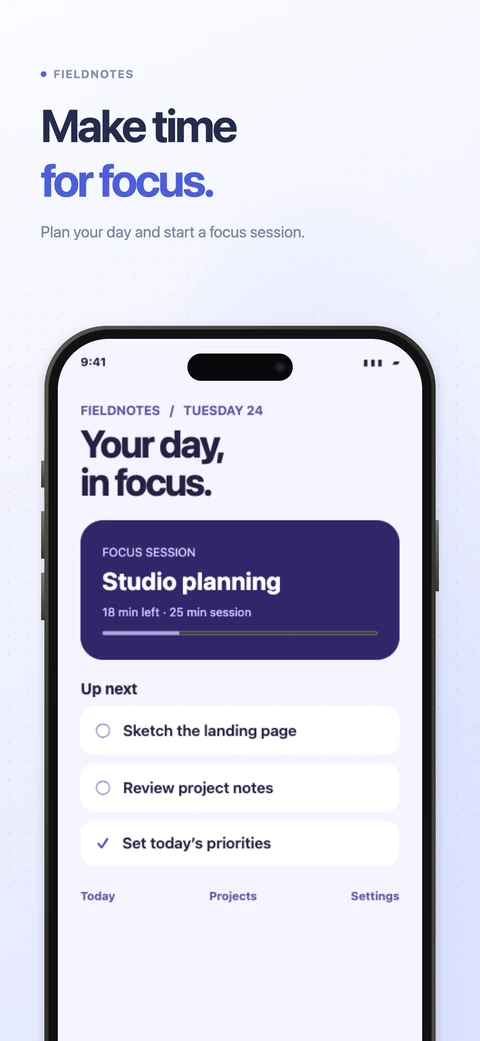 FIELDNOTES
Make time
for focus.
Plan your day and start a focus session.
9:41
FIELDNOTES / TUESDAY 24
Your day,
in focus.
FOCUS SESSION
Studio planning
18 min left · 25 min session
Up next
Sketch the landing page
Review project notes
Set today’s priorities
Today Projects Settings